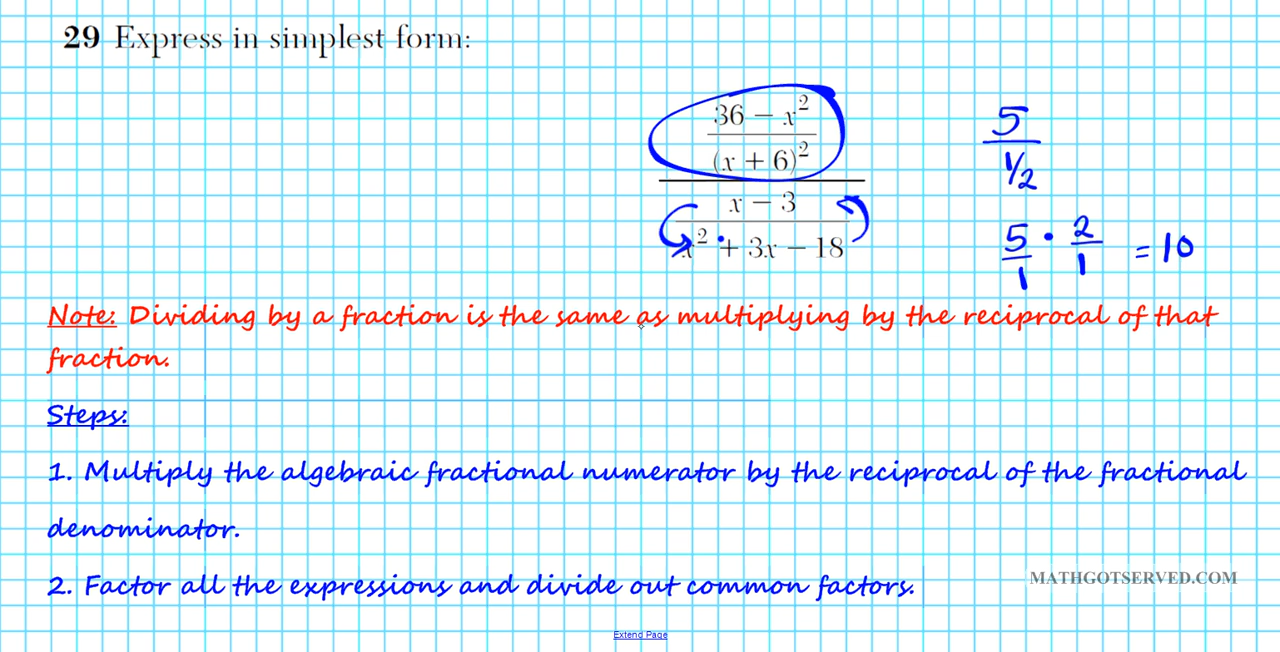 29 Express in simplest form:
36 − x²
(x + 6)²
x − 3
x² + 3x − 18
5
1/2
5/1 · 2/1 = 10
Note: Dividing by a fraction is the same as multiplying by the reciprocal of that
fraction.
Steps:
1. Multiply the algebraic fractional numerator by the reciprocal of the fractional
denominator.
2. Factor all the expressions and divide out common factors.
MATHGOTSERVED.COM
Extend Page